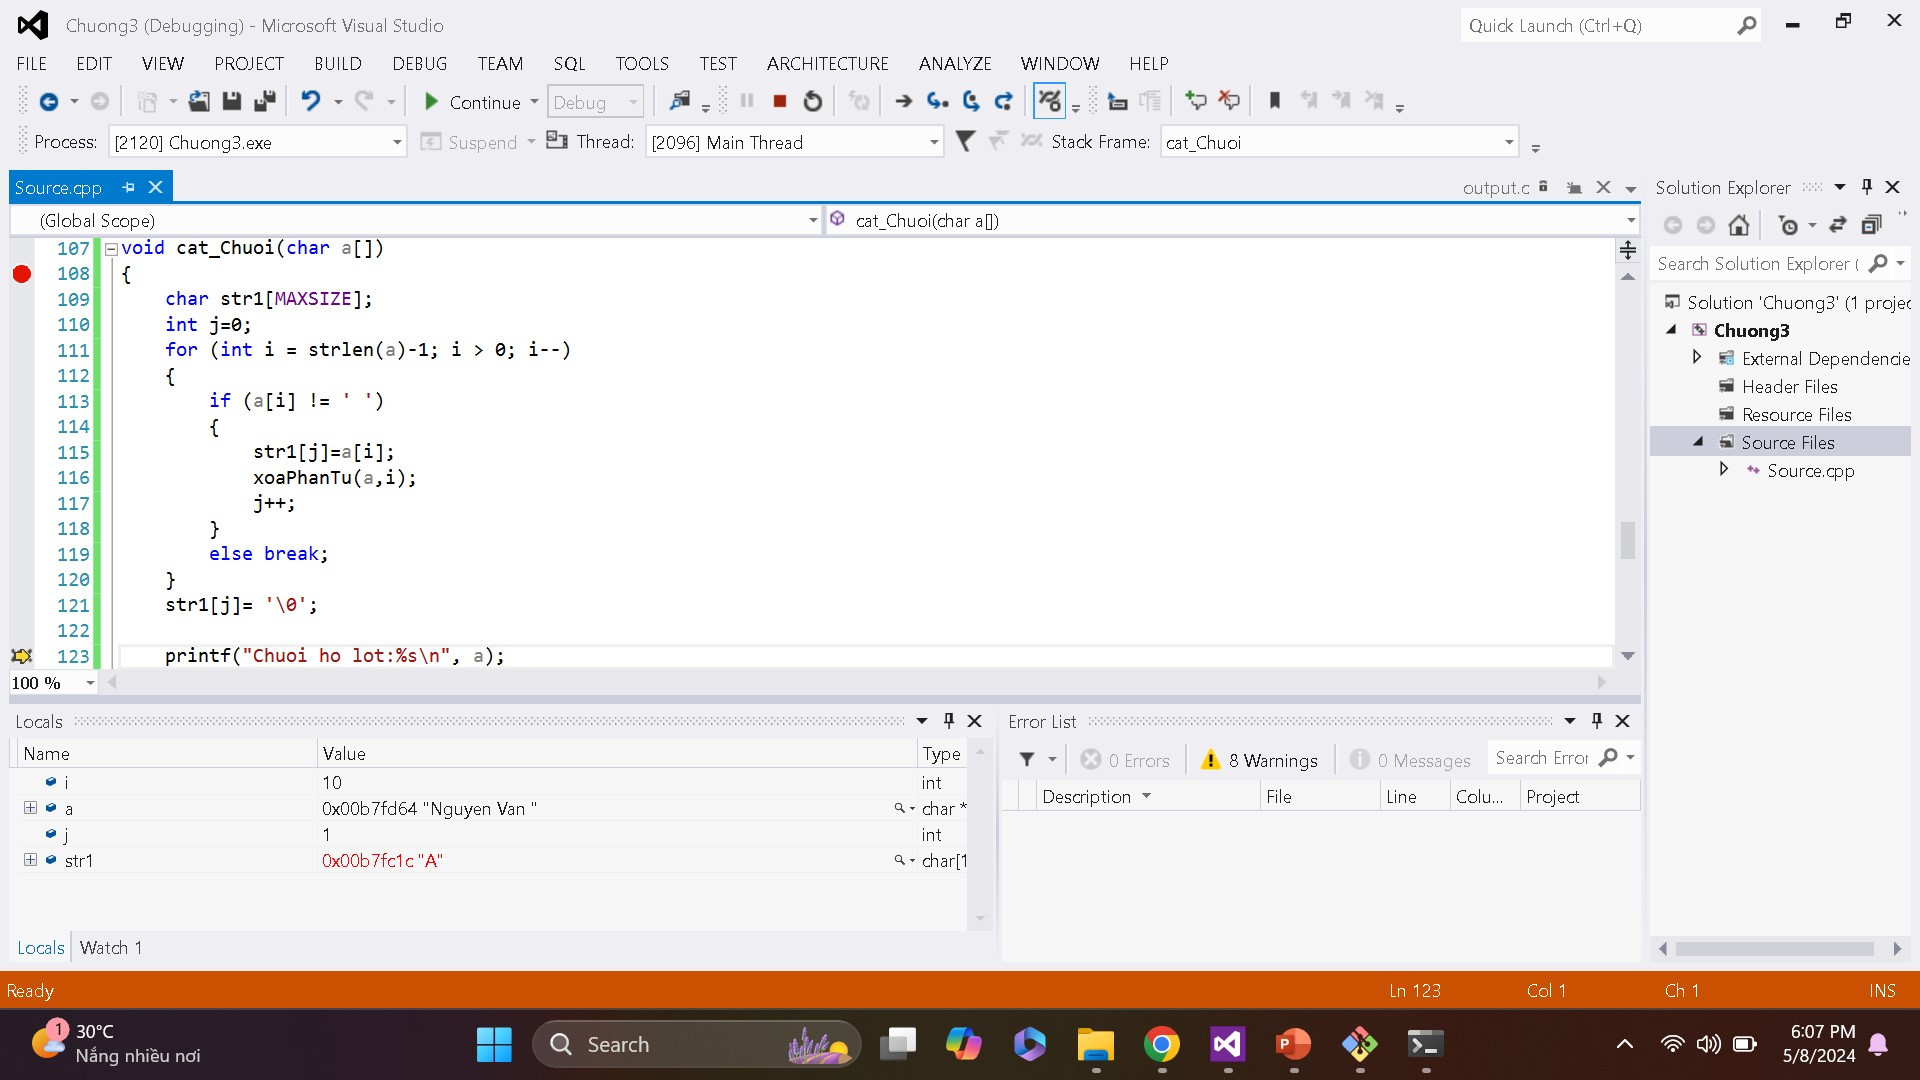 Chuong3 (Debugging) - Microsoft Visual Studio
Quick Launch (Ctrl+Q)
FILE EDIT VIEW PROJECT BUILD DEBUG TEAM SQL TOOLS TEST ARCHITECTURE ANALYZE WINDOW HELP
Continue Debug
Process: [2120] Chuong3.exe Suspend Thread: [2096] Main Thread Stack Frame: cat_Chuoi
Source.cpp output.c
(Global Scope) cat_Chuoi(char a[])
107 void cat_Chuoi(char a[])
108 {
109 char str1[MAXSIZE];
110 int j=0;
111 for (int i = strlen(a)-1; i > 0; i--)
112 {
113 if (a[i] != ' ')
114 {
115 str1[j]=a[i];
116 xoaPhanTu(a,i);
117 j++;
118 }
119 else break;
120 }
121 str1[j]= '\0';
122
123 printf("Chuoi ho lot:%s\n", a);
100 %
Solution Explorer
Search Solution Explorer (
Solution 'Chuong3' (1 projec
Chuong3
External Dependencie
Header Files
Resource Files
Source Files
Source.cpp
Locals
Name Value Type
i 10 int
a 0x00b7fd64 "Nguyen Van " char *
j 1 int
str1 0x00b7fc1c "A" char[1
Locals Watch 1
Error List
0 Errors 8 Warnings 0 Messages Search Error
Description File Line Colu... Project
Ready Ln 123 Col 1 Ch 1 INS
1
30°C
Nắng nhiều nơi
Search
6:07 PM
5/8/2024